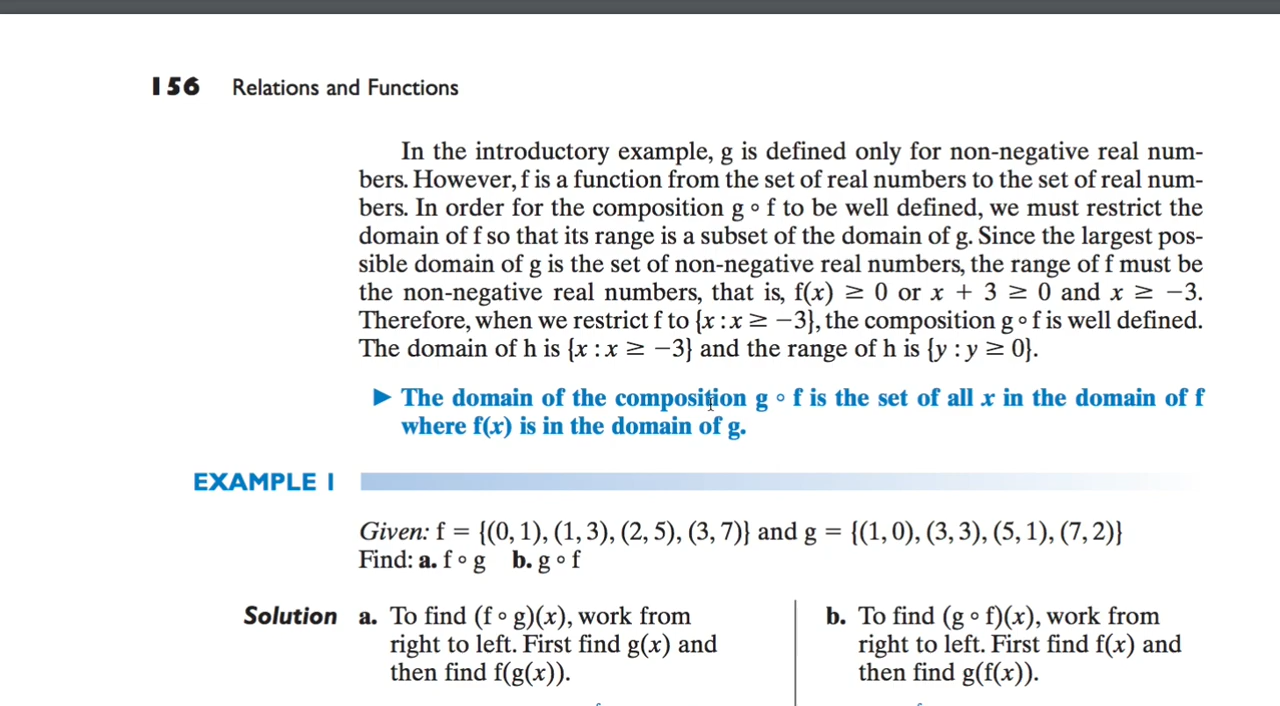 156 Relations and Functions
In the introductory example, g is defined only for non-negative real num-
bers. However, f is a function from the set of real numbers to the set of real num-
bers. In order for the composition g ∘ f to be well defined, we must restrict the
domain of f so that its range is a subset of the domain of g. Since the largest pos-
sible domain of g is the set of non-negative real numbers, the range of f must be
the non-negative real numbers, that is, f(x) ≥ 0 or x + 3 ≥ 0 and x ≥ −3.
Therefore, when we restrict f to {x : x ≥ −3}, the composition g ∘ f is well defined.
The domain of h is {x : x ≥ −3} and the range of h is {y : y ≥ 0}.
▶ The domain of the composition g ∘ f is the set of all x in the domain of f
where f(x) is in the domain of g.
EXAMPLE 1
Given: f = {(0, 1), (1, 3), (2, 5), (3, 7)} and g = {(1, 0), (3, 3), (5, 1), (7, 2)}
Find: a. f ∘ g b. g ∘ f
Solution a. To find (f ∘ g)(x), work from
right to left. First find g(x) and
then find f(g(x)).
b. To find (g ∘ f)(x), work from
right to left. First find f(x) and
then find g(f(x)).